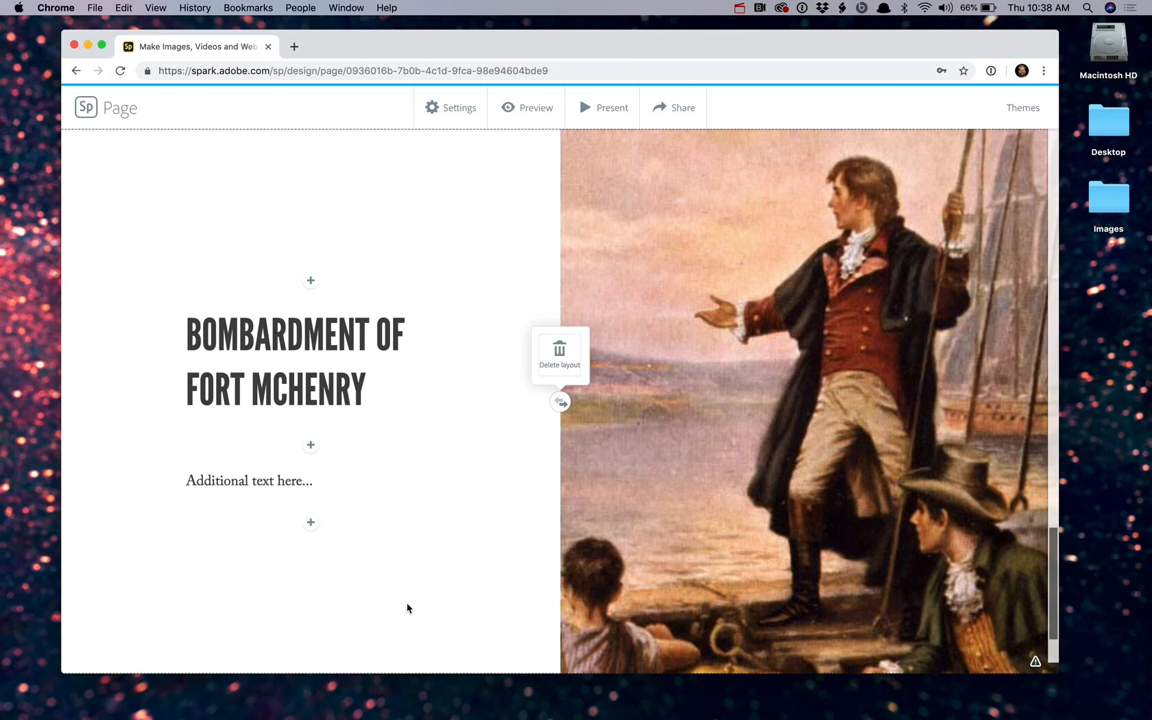 Chrome File Edit View History Bookmarks People Window Help
66% Thu 10:38 AM
Macintosh HD
Sp Make Images, Videos and Web
https://spark.adobe.com/sp/design/page/0936016b-7b0b-4c1d-9fca-98e94604bde9
Sp Page
Settings Preview Present Share Themes
Desktop
Images
BOMBARDMENT OF
FORT MCHENRY
Delete layout
Additional text here...